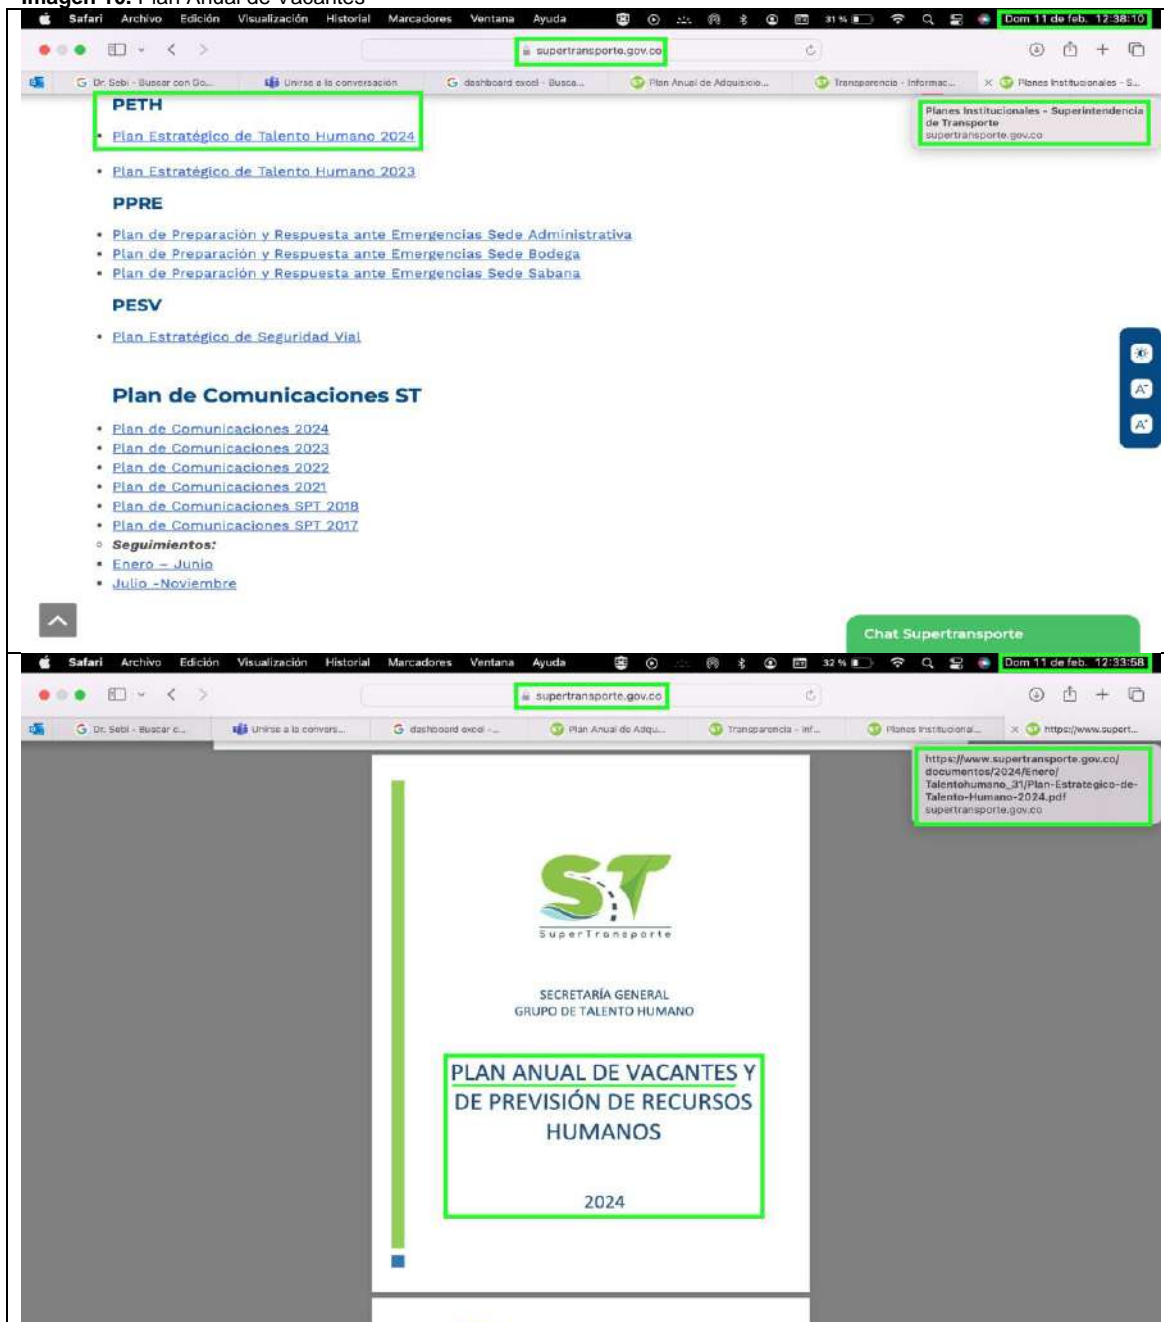 Imagen 10. Plan Anual de Vacantes
Safari Archivo Edición Visualización Historial Marcadores Ventana Ayuda 31 % Dom 11 de feb. 12:38:10
supertransporte.gov.co
Dr. Sebi - Buscar con Go... Unirse a la conversación dashboard excel - Busca... Plan Anual de Adquisicio... Transparencia - Informac... Planes Institucionales - S...
Planes Institucionales - Superintendencia
de Transporte
supertransporte.gov.co
PETH
Plan Estratégico de Talento Humano 2024
Plan Estratégico de Talento Humano 2023
PPRE
Plan de Preparación y Respuesta ante Emergencias Sede Administrativa
Plan de Preparación y Respuesta ante Emergencias Sede Bodega
Plan de Preparación y Respuesta ante Emergencias Sede Sabana
PESV
Plan Estratégico de Seguridad Vial
Plan de Comunicaciones ST
Plan de Comunicaciones 2024
Plan de Comunicaciones 2023
Plan de Comunicaciones 2022
Plan de Comunicaciones 2021
Plan de Comunicaciones SPT 2018
Plan de Comunicaciones SPT 2017
Seguimientos:
Enero – Junio
Julio -Noviembre
A-
A+
Chat Supertransporte
Safari Archivo Edición Visualización Historial Marcadores Ventana Ayuda 32 % Dom 11 de feb. 12:33:58
supertransporte.gov.co
Dr. Sebi - Buscar c... Unirse a la convers... dashboard excel -... Plan Anual de Adqu... Transparencia - Inf... Planes Institucional... https://www.supert...
https://www.supertransporte.gov.co/
documentos/2024/Enero/
Talentohumano_31/Plan-Estrategico-de-
Talento-Humano-2024.pdf
supertransporte.gov.co
ST
SuperTransporte
SECRETARÍA GENERAL
GRUPO DE TALENTO HUMANO
PLAN ANUAL DE VACANTES Y
DE PREVISIÓN DE RECURSOS
HUMANOS
2024